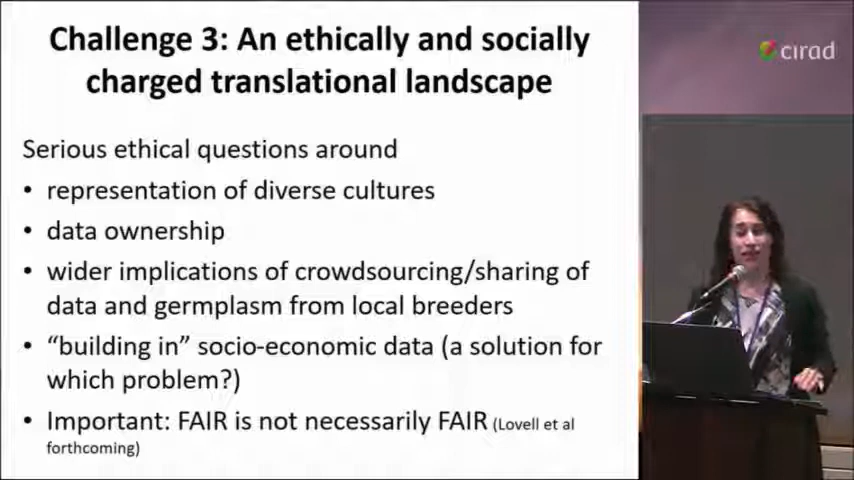 Challenge 3: An ethically and socially
charged translational landscape
Serious ethical questions around
• representation of diverse cultures
• data ownership
• wider implications of crowdsourcing/sharing of
data and germplasm from local breeders
• “building in” socio-economic data (a solution for
which problem?)
• Important: FAIR is not necessarily FAIR (Lovell et al
forthcoming)
cirad